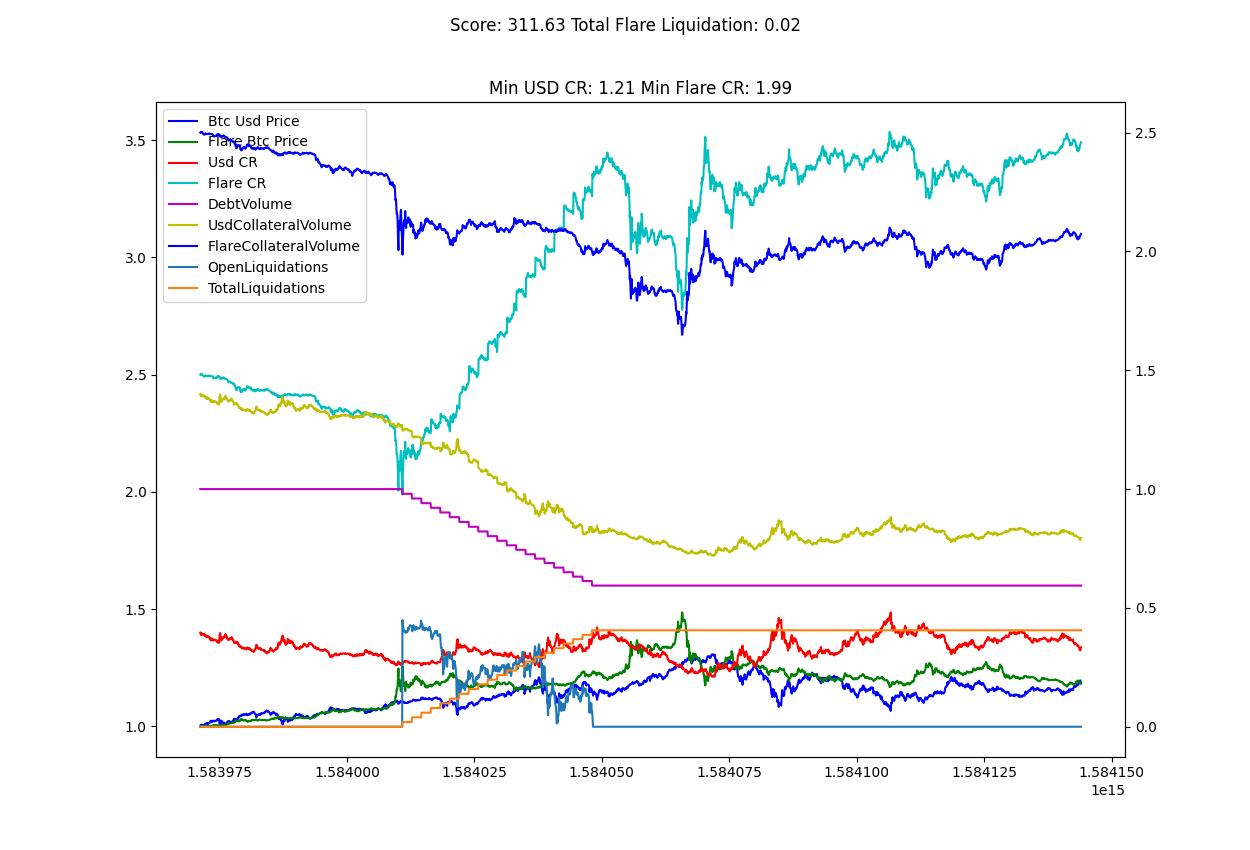 Score: 311.63 Total Flare Liquidation: 0.02
Min USD CR: 1.21 Min Flare CR: 1.99
Btc Usd Price
Flare Btc Price
Usd CR
Flare CR
DebtVolume
UsdCollateralVolume
FlareCollateralVolume
OpenLiquidations
TotalLiquidations
3.5
3.0
2.5
2.0
1.5
1.0
2.5
2.0
1.5
1.0
0.5
0.0
1.583975
1.584000
1.584025
1.584050
1.584075
1.584100
1.584125
1.584150
1e15